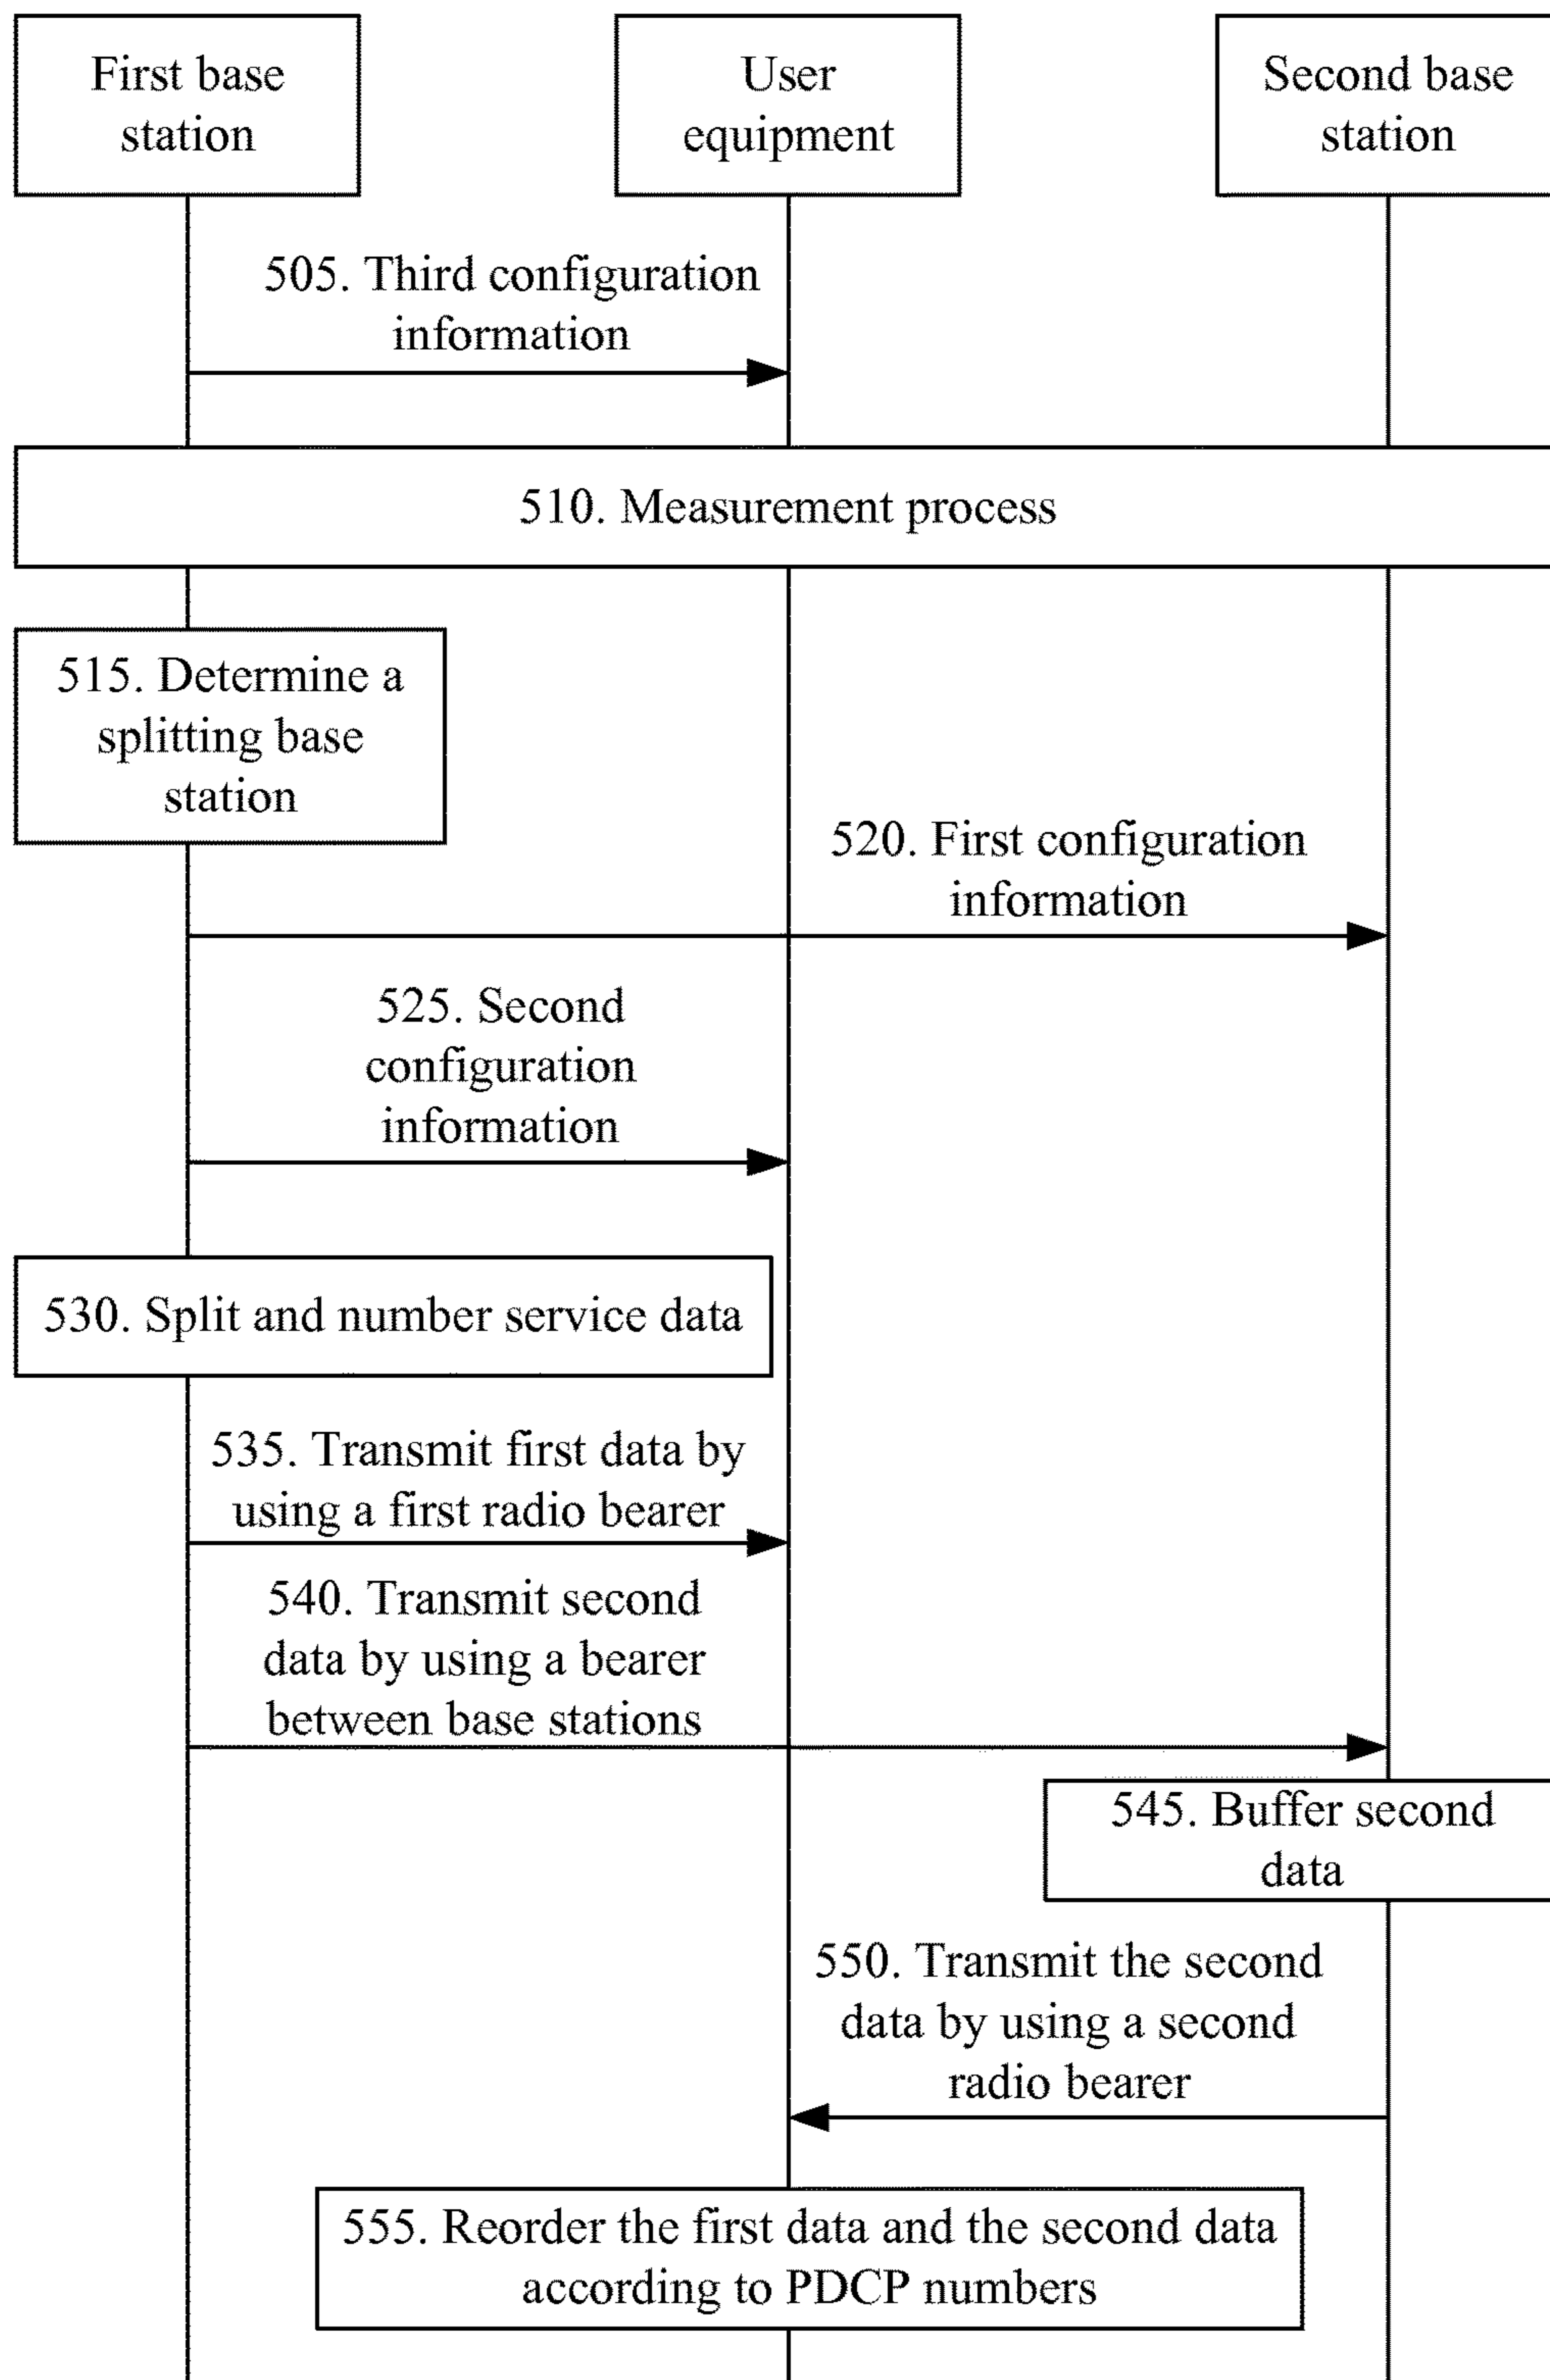 First base
station
User
equipment
Second base
station
505. Third configuration
information
510. Measurement process
515. Determine a
splitting base
station
520. First configuration
information
525. Second
configuration
information
530. Split and number service data
535. Transmit first data by
using a first radio bearer
540. Transmit second
data by using a bearer
between base stations
545. Buffer second
data
550. Transmit the second
data by using a second
radio bearer
555. Reorder the first data and the second data
according to PDCP numbers